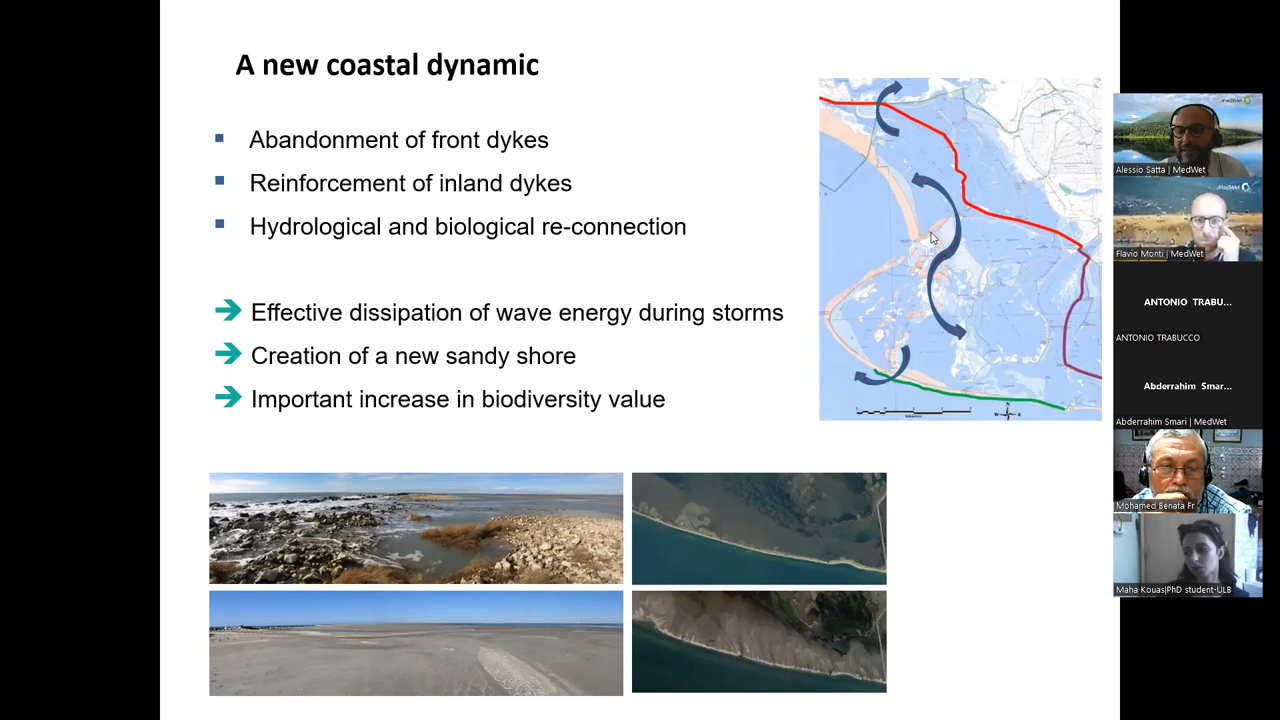 A new coastal dynamic
Abandonment of front dykes
Reinforcement of inland dykes
Hydrological and biological re-connection
Effective dissipation of wave energy during storms
Creation of a new sandy shore
Important increase in biodiversity value
MedWet
Alessio Satta | MedWet
MedWet
Flavio Monti | MedWet
ANTONIO TRABU...
ANTONIO TRABUCCO
Abderrahim Smar...
Abderrahim Smari | MedWet
Mohamed Benata Fr
Maha Kouas|PhD student-ULB